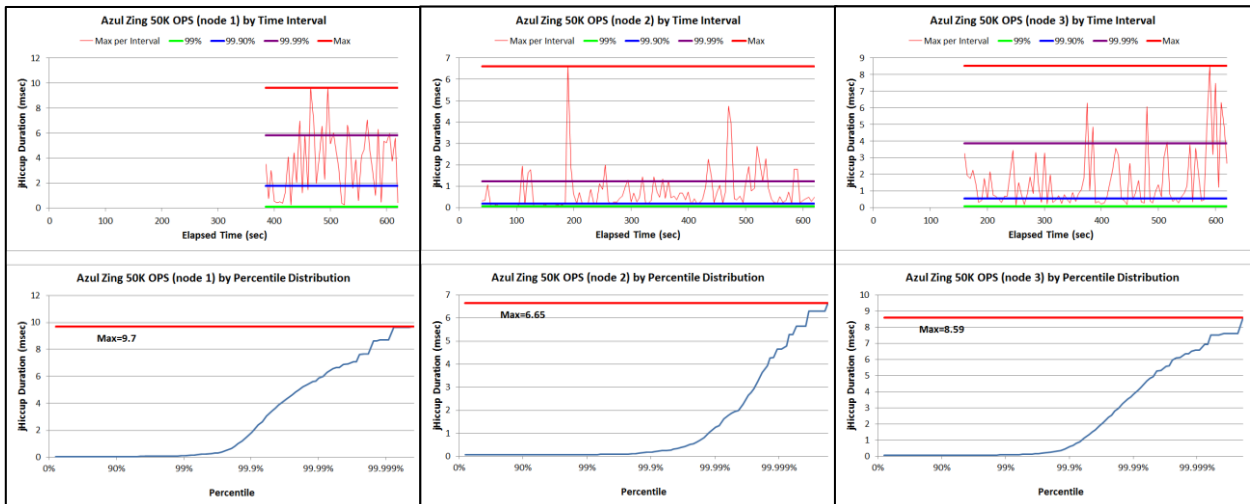 Azul Zing 50K OPS (node 1) by Time Interval
Max per Interval 99% 99.90% 99.99% Max
jHiccup Duration (msec)
12
10
8
6
4
2
0
0 100 200 300 400 500 600
Elapsed Time (sec)
Azul Zing 50K OPS (node 2) by Time Interval
Max per Interval 99% 99.90% 99.99% Max
jHiccup Duration (msec)
7
6
5
4
3
2
1
0
0 100 200 300 400 500 600
Elapsed Time (sec)
Azul Zing 50K OPS (node 3) by Time Interval
Max per Interval 99% 99.90% 99.99% Max
jHiccup Duration (msec)
9
8
7
6
5
4
3
2
1
0
0 100 200 300 400 500 600
Elapsed Time (sec)
Azul Zing 50K OPS (node 1) by Percentile Distribution
jHiccup Duration (msec)
12
10
8
6
4
2
0
Max=9.7
0% 90% 99% 99.9% 99.99% 99.999%
Percentile
Azul Zing 50K OPS (node 2) by Percentile Distribution
jHiccup Duration (msec)
7
6
5
4
3
2
1
0
Max=6.65
0% 90% 99% 99.9% 99.99% 99.999%
Percentile
Azul Zing 50K OPS (node 3) by Percentile Distribution
jHiccup Duration (msec)
10
9
8
7
6
5
4
3
2
1
0
Max=8.59
0% 90% 99% 99.9% 99.99% 99.999%
Percentile